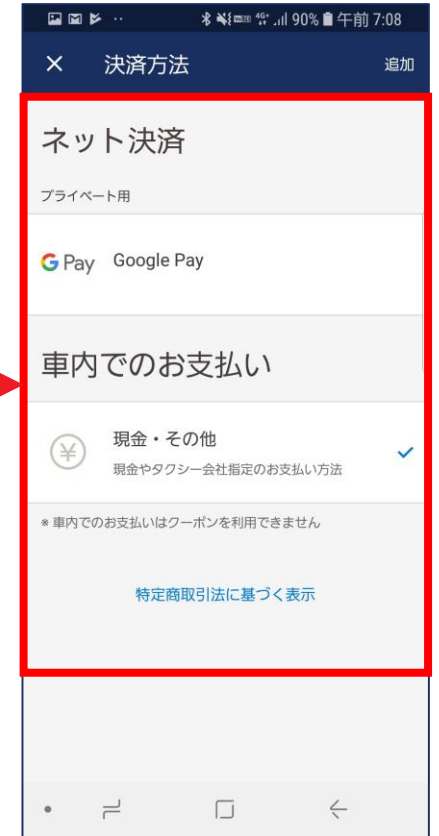 90% 午前 7:08
決済方法 追加
ネット決済
プライベート用
G Pay Google Pay
車内でのお支払い
現金・その他
現金やタクシー会社指定のお支払い方法
* 車内でのお支払いはクーポンを利用できません
特定商取引法に基づく表示